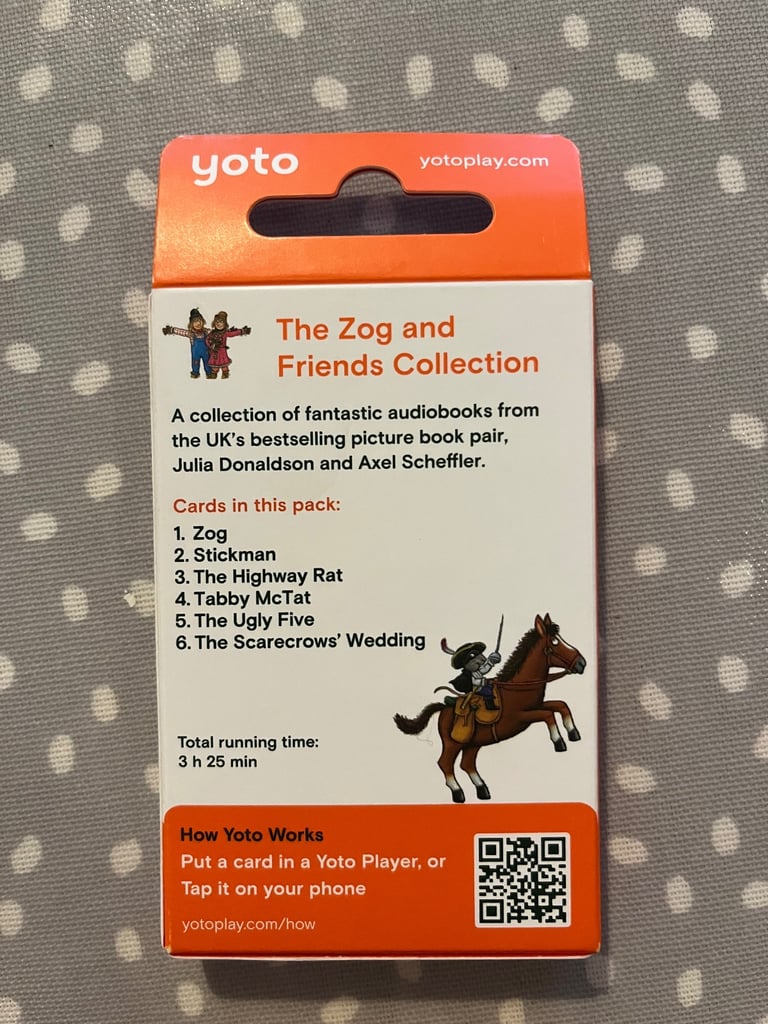 yoto
yotoplay.com
The Zog and
Friends Collection
A collection of fantastic audiobooks from
the UK's bestselling picture book pair,
Julia Donaldson and Axel Scheffler.
Cards in this pack:
1. Zog
2. Stickman
3. The Highway Rat
4. Tabby McTat
5. The Ugly Five
6. The Scarecrows' Wedding
Total running time:
3 h 25 min
How Yoto Works
Put a card in a Yoto Player, or
Tap it on your phone
yotoplay.com/how